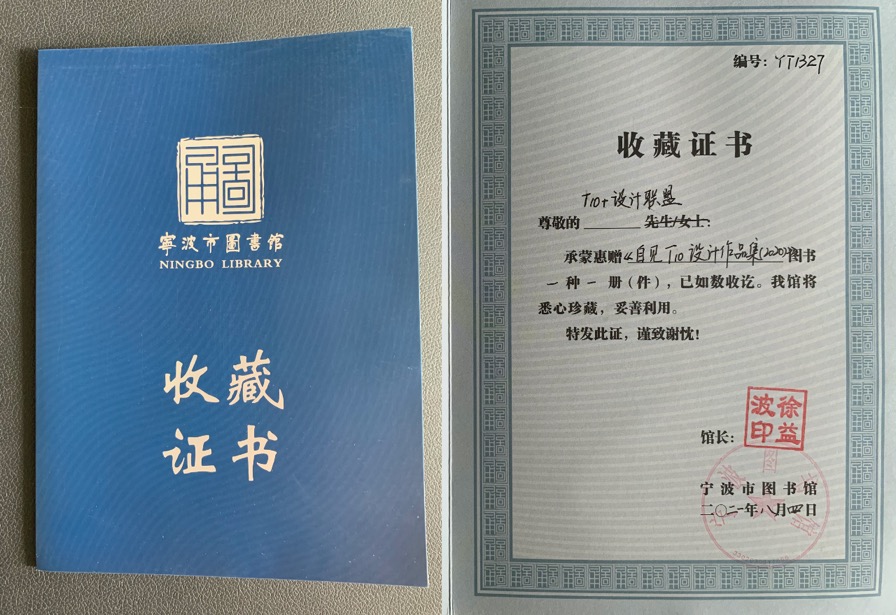 寧波市圖書館
NINGBO LIBRARY
收藏
证书
编号：YT1327
收藏证书
T10+设计联盟
尊敬的 先生/女士：
承蒙惠赠《自见T10设计作品集(2020)》图书
一种一册（件），已如数收讫。我馆将
悉心珍藏，妥善利用。
特发此证，谨致谢忱！
馆长：
徐益波印
宁波市图书馆
二〇二一年八月四日